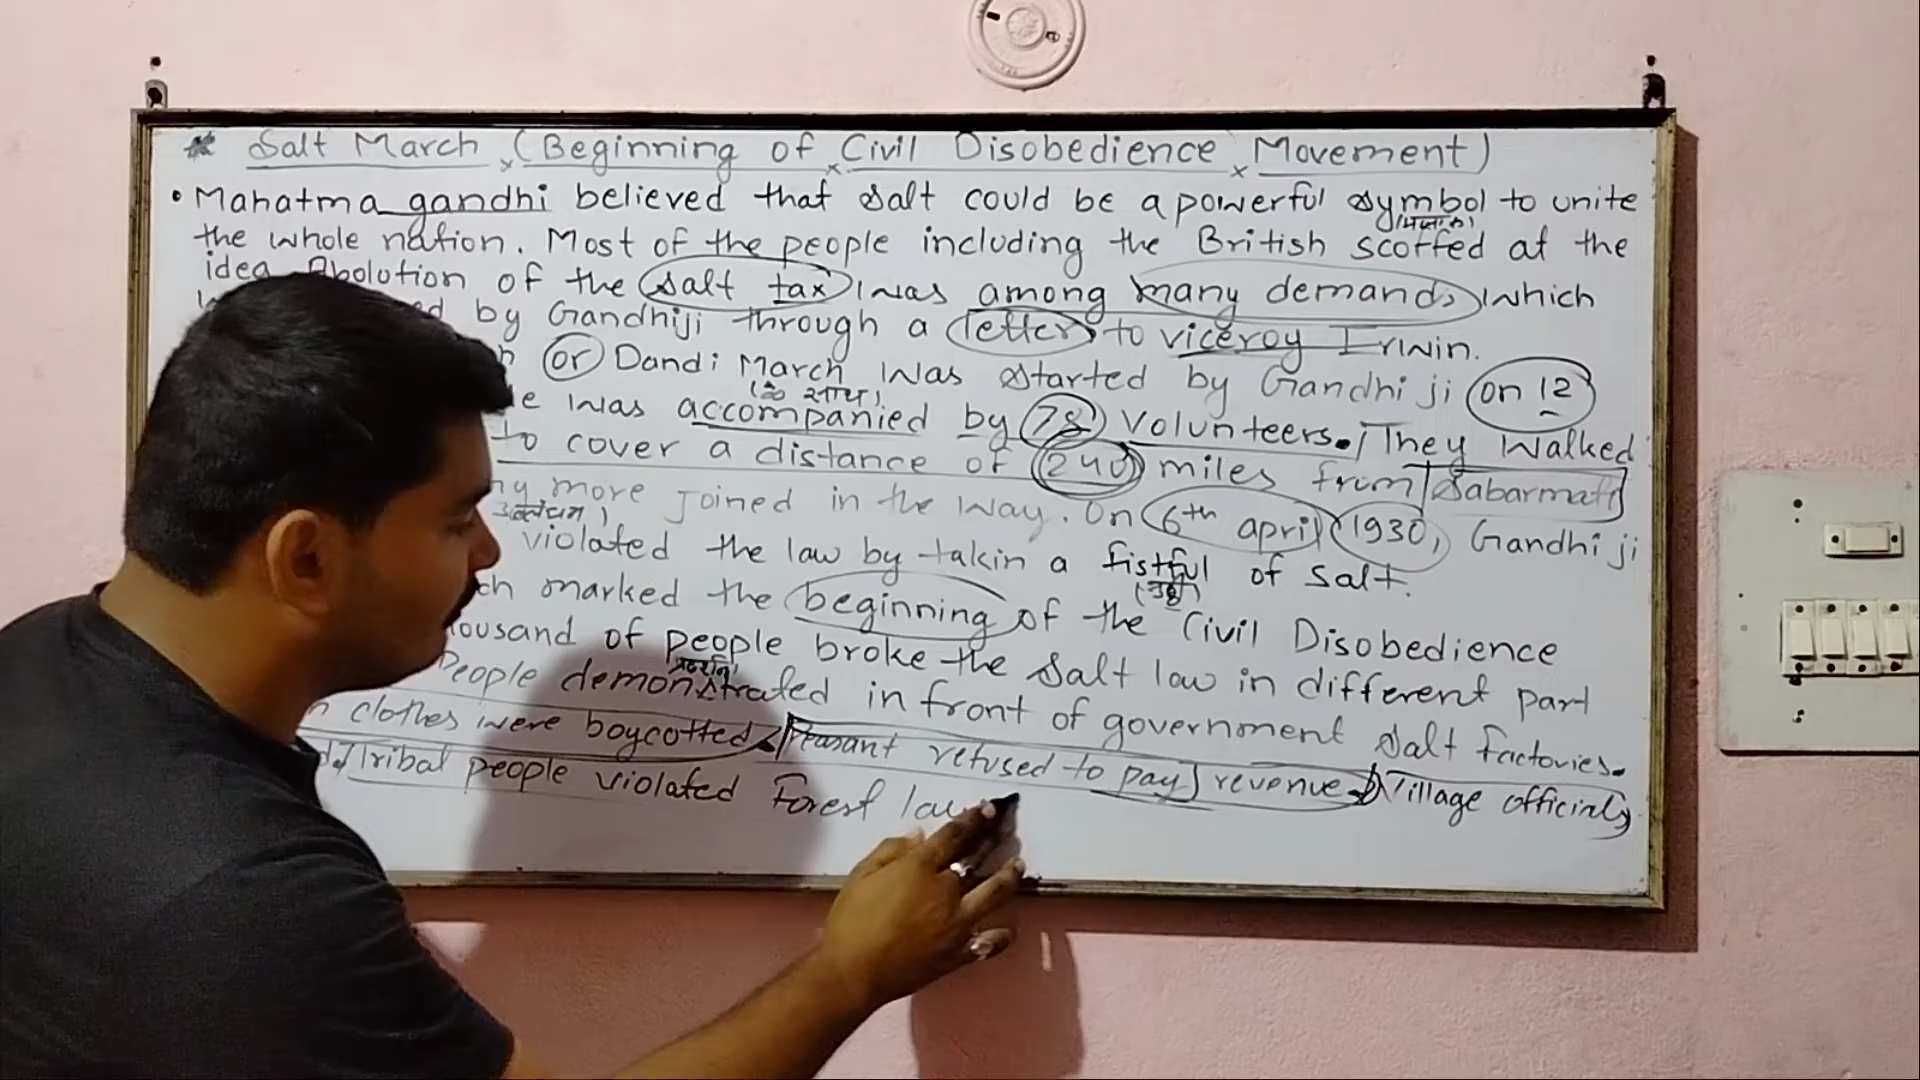 * Salt March (Beginning of Civil Disobedience Movement)
• Mahatma gandhi believed that Salt could be a powerful symbol to unite
the whole nation. Most of the people including the British scoffed at the
idea. Abolution of the Salt tax was among many demands which
by Gandhiji through a letter to viceroy Irwin.
or Dandi March was started by Gandhi ji on 12
(के साथ)
was accompanied by 78 Volunteers. They walked
to cover a distance of 240 miles from Sabarmati
more joined in the way. On 6th april 1930, Gandhi ji
violated the law by takin a fistful of Salt.
marked the beginning of the Civil Disobedience
of people broke the Salt law in different part
People demonstrated in front of government Salt factories.
clothes were boycotted. Peasant refused to pay revenue. Village officials
Tribal people violated Forest law